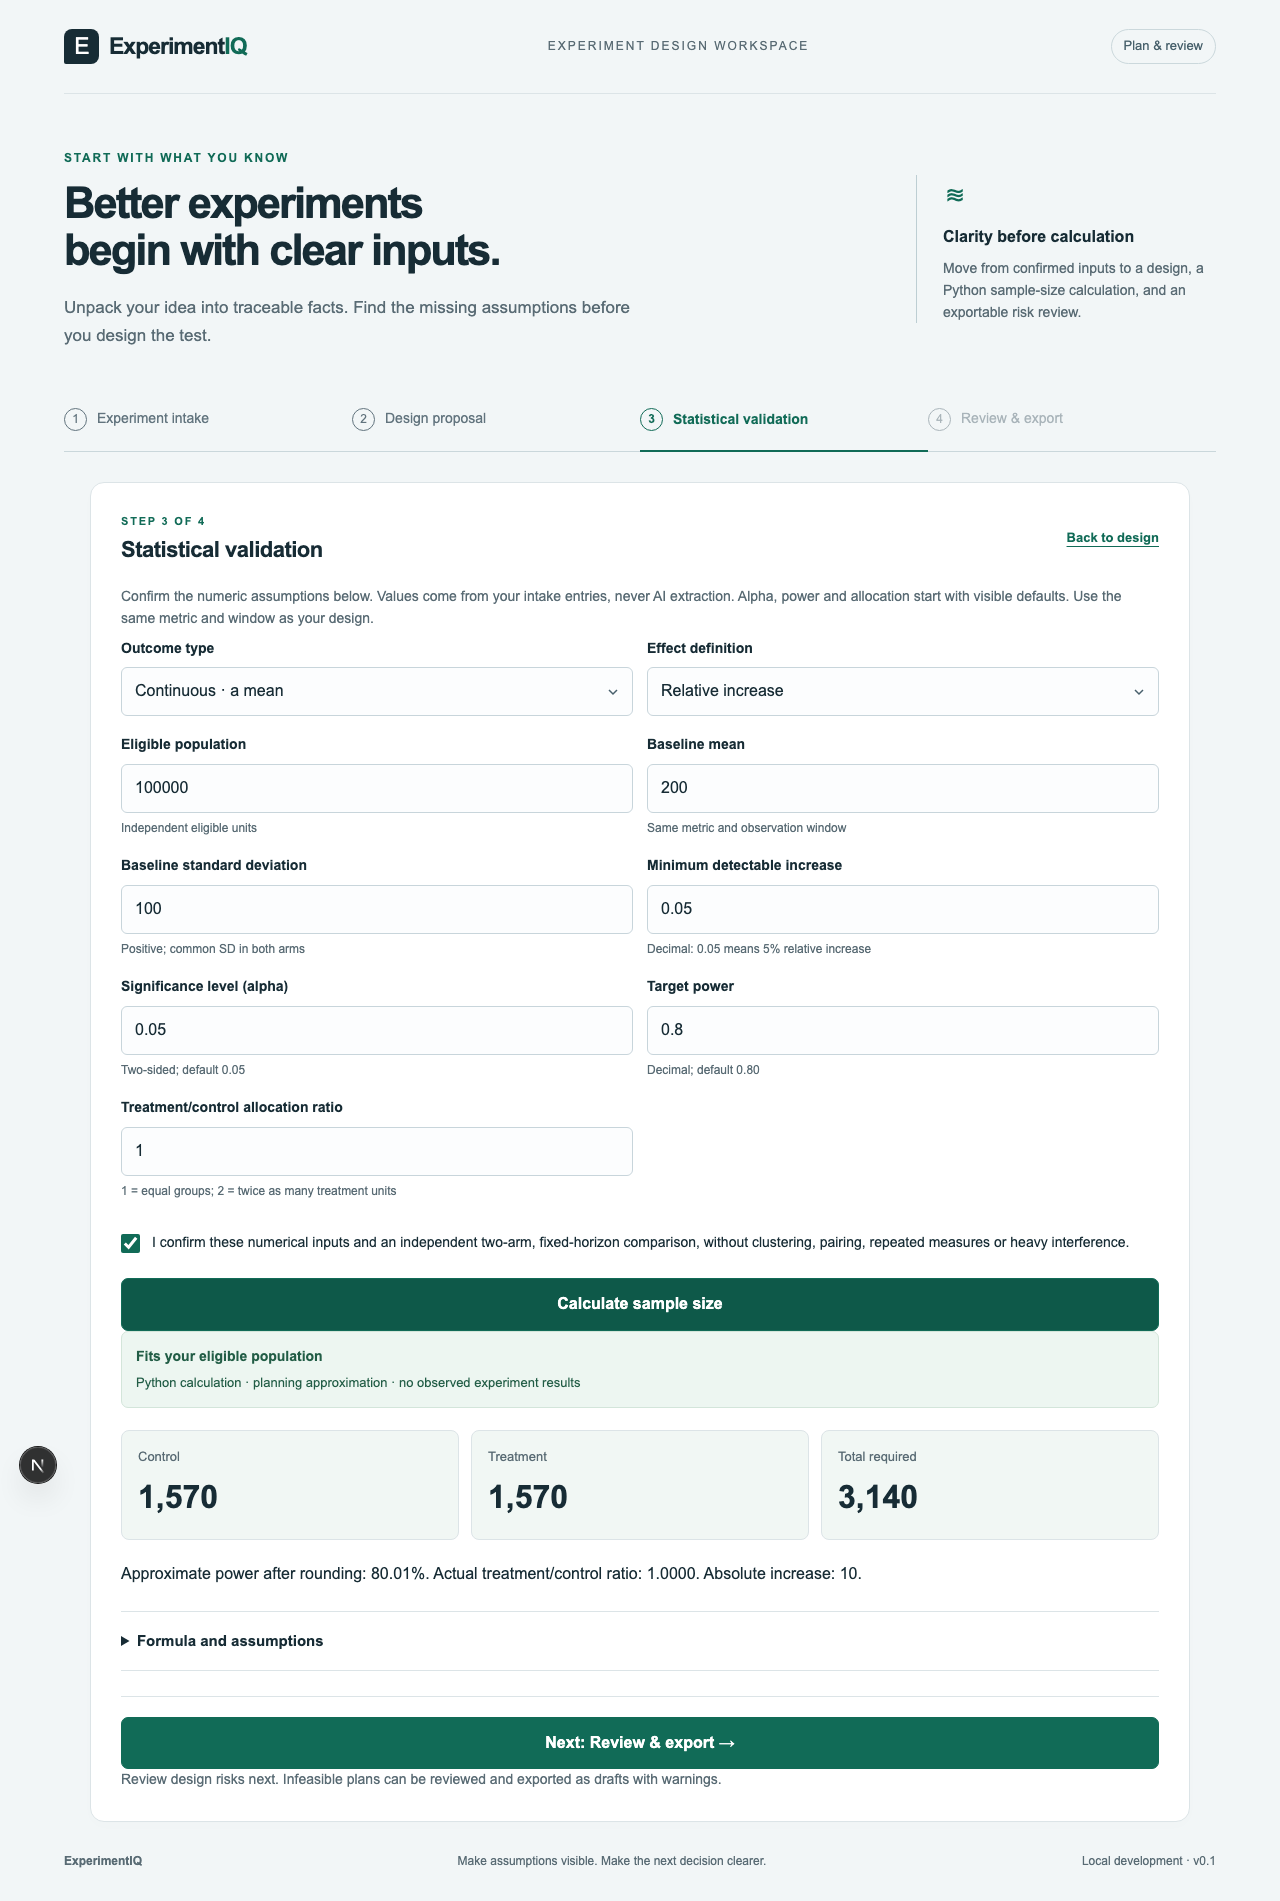 E ExperimentIQ
EXPERIMENT DESIGN WORKSPACE
Plan & review
START WITH WHAT YOU KNOW
Better experiments
begin with clear inputs.
Unpack your idea into traceable facts. Find the missing assumptions before
you design the test.
≋
Clarity before calculation
Move from confirmed inputs to a design, a
Python sample-size calculation, and an
exportable risk review.
1 Experiment intake
2 Design proposal
3 Statistical validation
4 Review & export
STEP 3 OF 4
Statistical validation
Back to design
Confirm the numeric assumptions below. Values come from your intake entries, never AI extraction. Alpha, power and allocation start with visible defaults. Use the
same metric and window as your design.
Outcome type
Continuous · a mean
Effect definition
Relative increase
Eligible population
100000
Independent eligible units
Baseline mean
200
Same metric and observation window
Baseline standard deviation
100
Positive; common SD in both arms
Minimum detectable increase
0.05
Decimal: 0.05 means 5% relative increase
Significance level (alpha)
0.05
Two-sided; default 0.05
Target power
0.8
Decimal; default 0.80
Treatment/control allocation ratio
1
1 = equal groups; 2 = twice as many treatment units
I confirm these numerical inputs and an independent two-arm, fixed-horizon comparison, without clustering, pairing, repeated measures or heavy interference.
Calculate sample size
Fits your eligible population
Python calculation · planning approximation · no observed experiment results
Control
1,570
Treatment
1,570
Total required
3,140
N
Approximate power after rounding: 80.01%. Actual treatment/control ratio: 1.0000. Absolute increase: 10.
Formula and assumptions
Next: Review & export →
Review design risks next. Infeasible plans can be reviewed and exported as drafts with warnings.
ExperimentIQ
Make assumptions visible. Make the next decision clearer.
Local development · v0.1